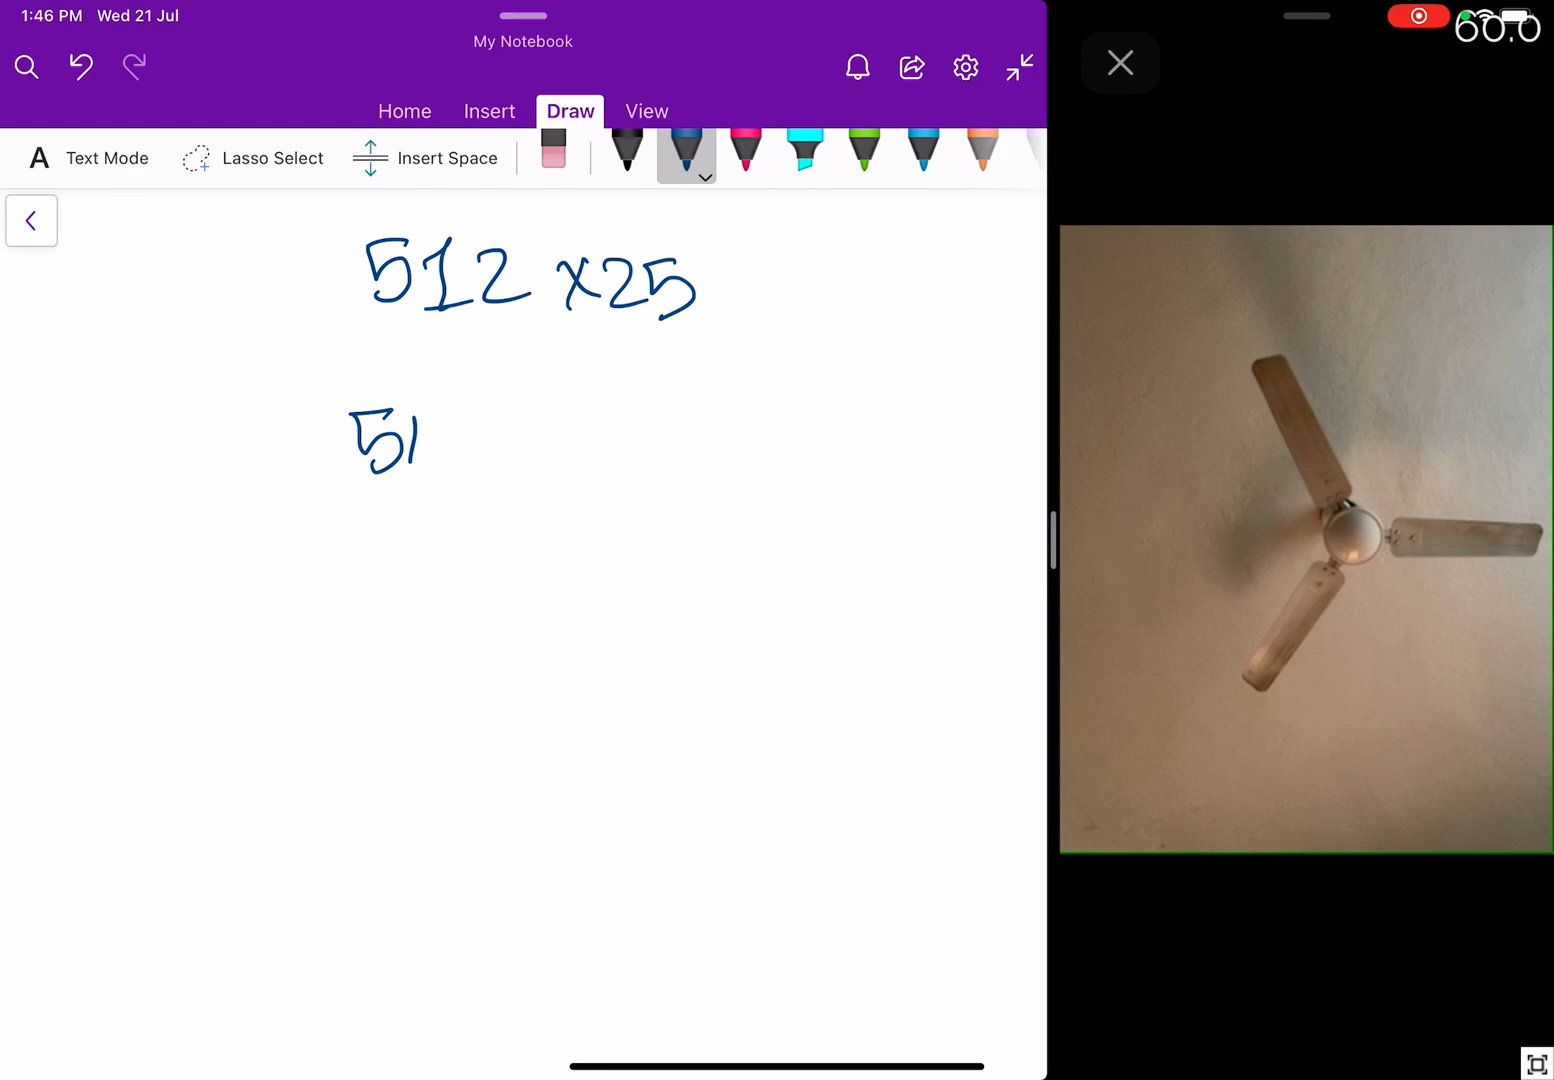 1:46 PM Wed 21 Jul
60.0
My Notebook
Home Insert Draw View
A Text Mode Lasso Select Insert Space
512 x25
51